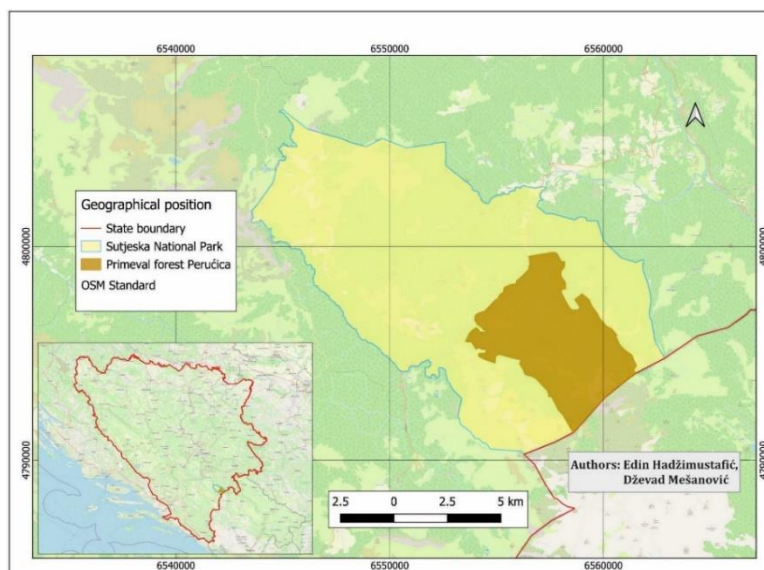 6540000
6550000
6560000
Geographical position
State boundary
Sutjeska National Park
Primeval forest Perućica
OSM Standard
4800000
4800000
4790000
4790000
Authors: Edin Hadžimustafić,
Dževad Mešanović
2.5 0 2.5 5 km
6540000
6550000
6560000